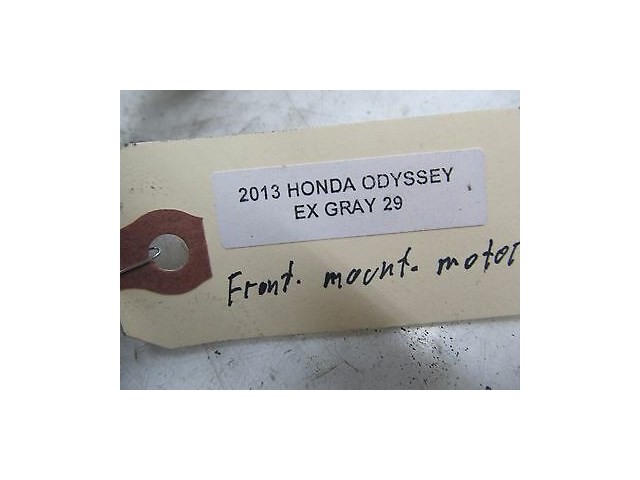 2013 HONDA ODYSSEY
EX GRAY 29
Front. mount. motor